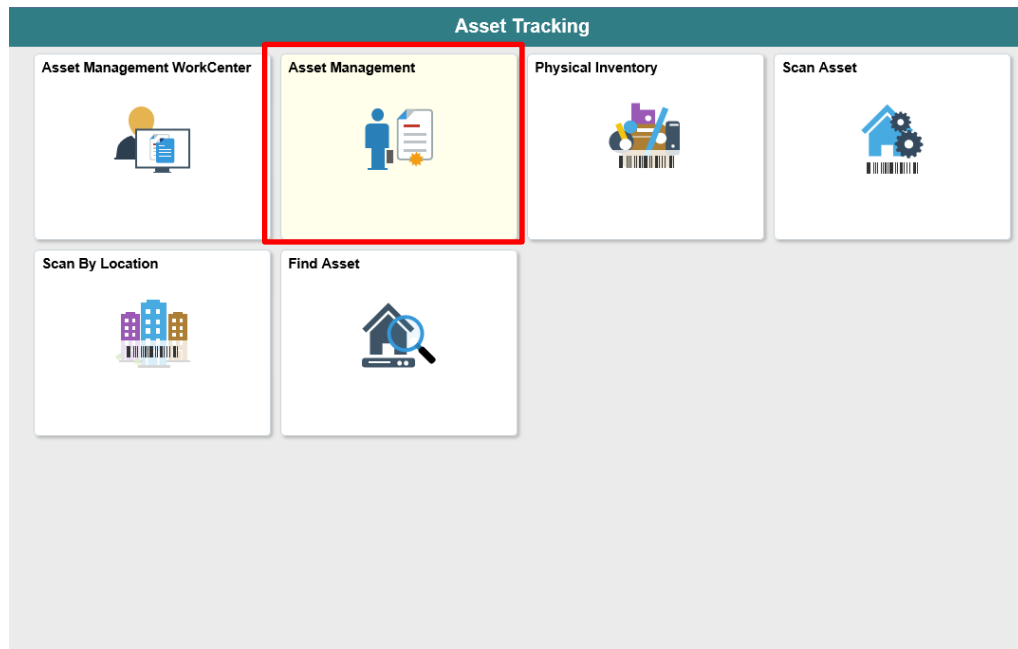 Asset Tracking
Asset Management WorkCenter
Asset Management
Physical Inventory
Scan Asset
Scan By Location
Find Asset